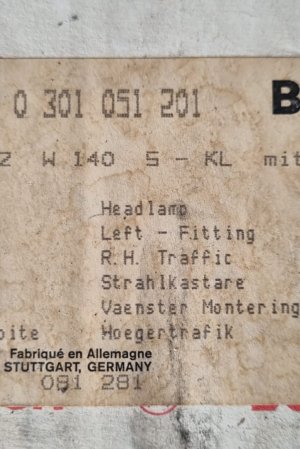 0 301 051 201
B
Z W 140 S - KL mit
Headlamp
Left - Fitting
R.H. Traffic
Strahlkastare
Vaenster Montering
oite Hoegertrafik
Fabriqué en Allemagne
STUTTGART, GERMANY
081 281